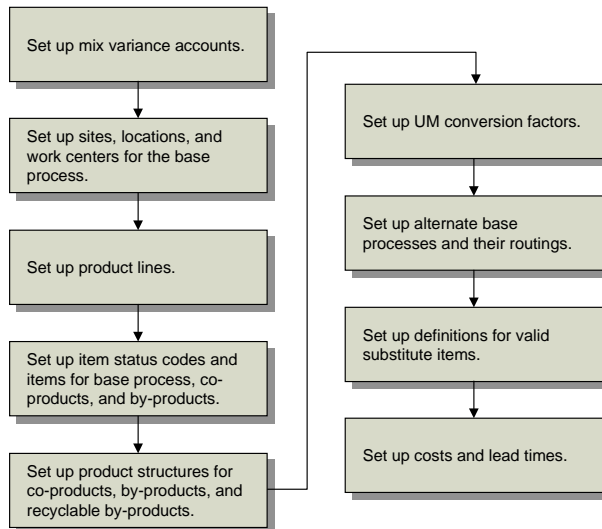 Set up mix variance accounts.
Set up sites, locations, and
work centers for the base
process.
Set up product lines.
Set up item status codes and
items for base process, co-
products, and by-products.
Set up product structures for
co-products, by-products, and
recyclable by-products.
Set up UM conversion factors.
Set up alternate base
processes and their routings.
Set up definitions for valid
substitute items.
Set up costs and lead times.